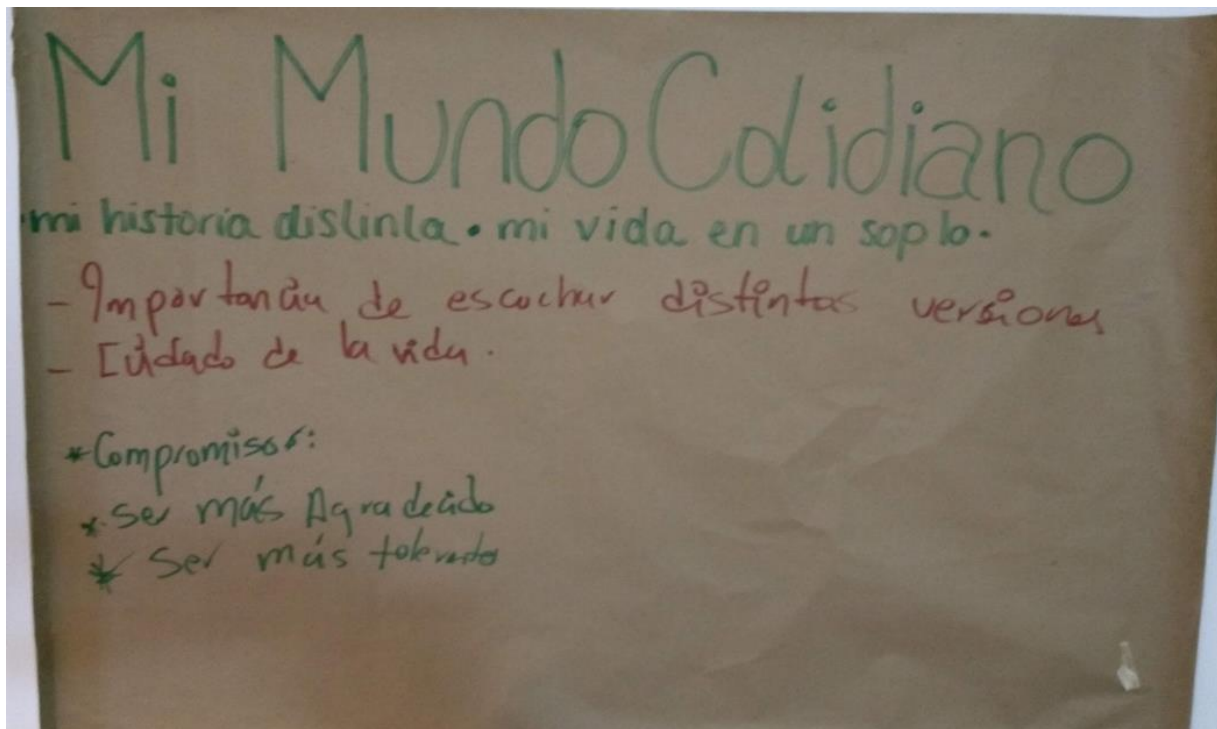 Mi Mundo Cotidiano
.mi historia distinta. mi vida en un soplo.
- Importancia de escuchar distintas versiones
- Cuidado de la vida.
*Compromisos:
*. Ser más Agradecido
* Ser más tolerantes